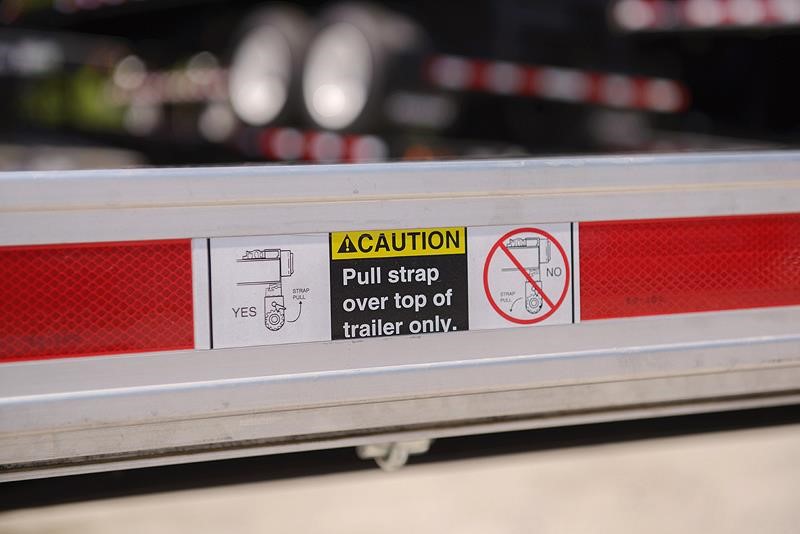 YES
STRAP
PULL
CAUTION
Pull strap
over top of
trailer only.
STRAP
PULL
NO